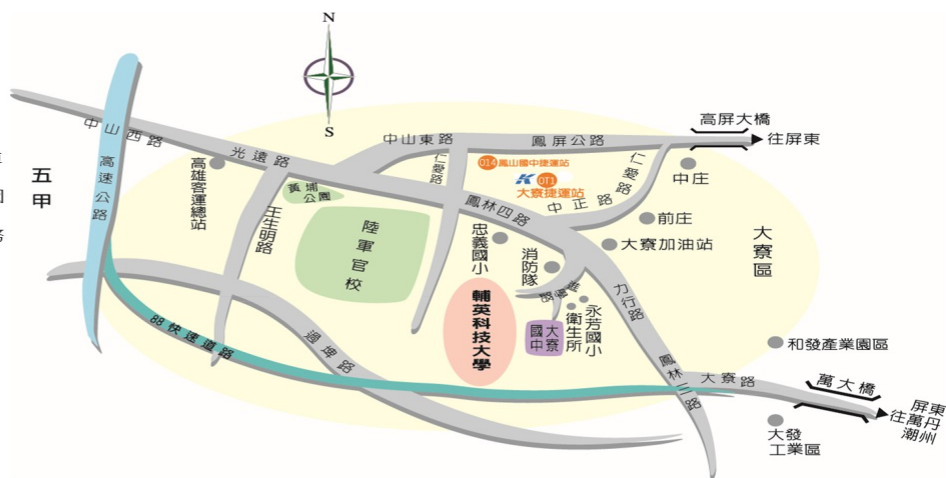 N
S
高屏大橋
往屏東
中山東路
鳳屏公路
中山西路
光遠路
仁愛路
仁愛路
O14 鳳山國中捷運站
OT1
大寮捷運站
中正路
中庄
五甲
高速公路
高雄客運總站
黃埔
公園
王生明路
陸軍官校
鳳林四路
忠義國小
消防隊
前庄
大寮加油站
大寮區
輔英科技大學
進學路
永芳國小
衛生所
大寮
國中
力行路
88快速道路
過埤路
鳳林三路
大寮路
和發產業園區
萬大橋
屏東
往萬丹
潮州
大發
工業區